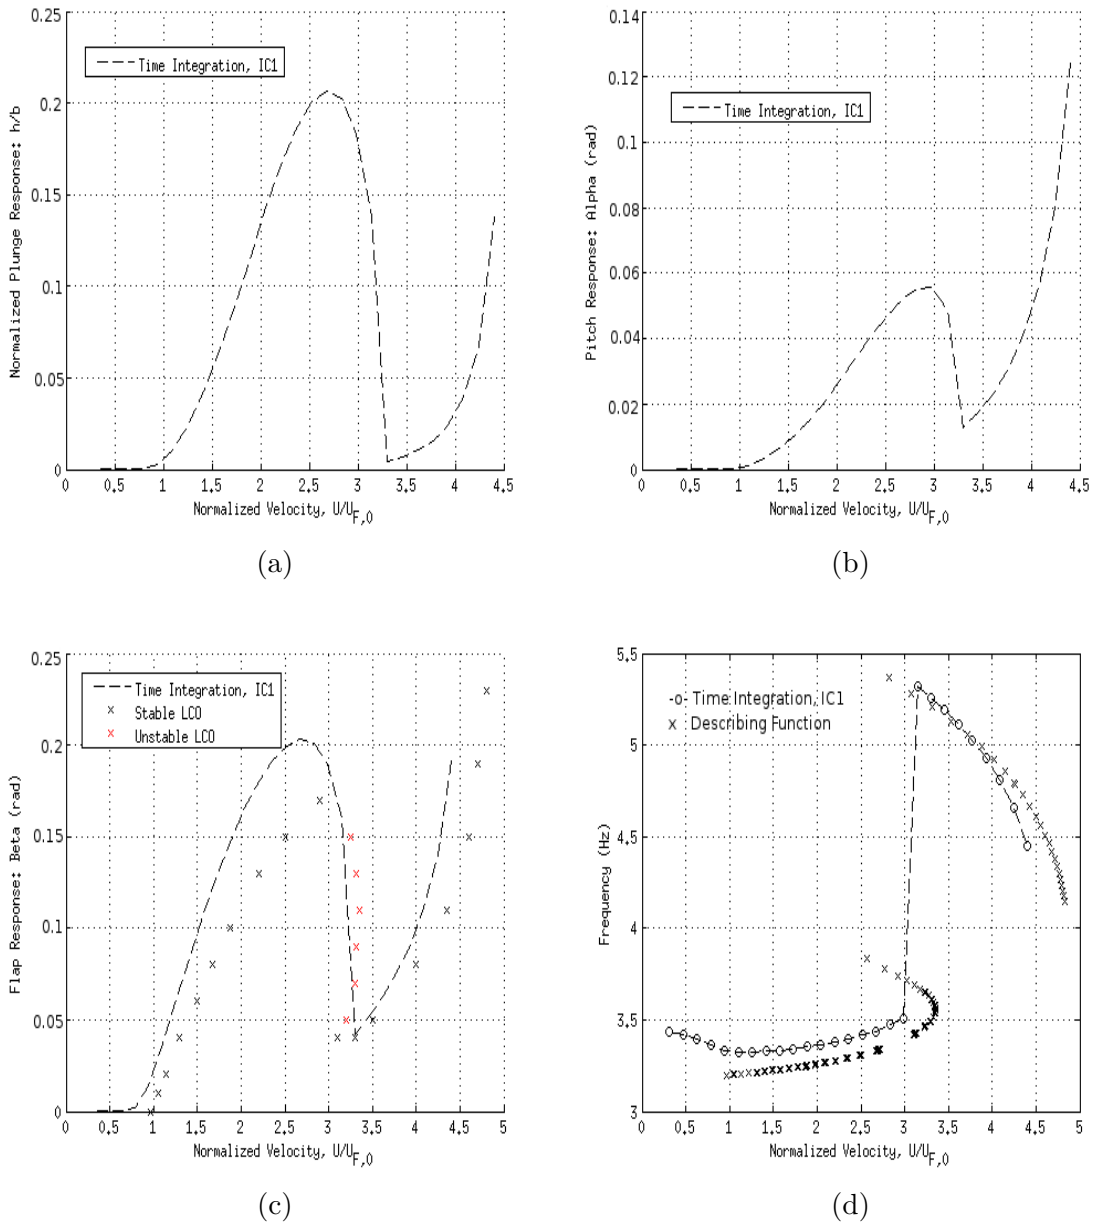 0.25
0.2
0.15
0.1
0.05
0
Normalized Plunge Response: h/b
Time Integration, IC1
0 0.5 1 1.5 2 2.5 3 3.5 4 4.5
Normalized Velocity, U/U_F,0
(a)
0.14
0.12
0.1
0.08
0.06
0.04
0.02
0
Pitch Response: Alpha (rad)
Time Integration, IC1
0 0.5 1 1.5 2 2.5 3 3.5 4 4.5
Normalized Velocity, U/U_F,0
(b)
0.25
0.2
0.15
0.1
0.05
0
Flap Response: Beta (rad)
Time Integration, IC1
Stable LCO
Unstable LCO
0 0.5 1 1.5 2 2.5 3 3.5 4 4.5 5
Normalized Velocity, U/U_F,0
(c)
5.5
5
4.5
4
3.5
3
Frequency (Hz)
-o- Time Integration, IC1
x Describing Function
0 0.5 1 1.5 2 2.5 3 3.5 4 4.5 5
Normalized Velocity, U/U_F,0
(d)